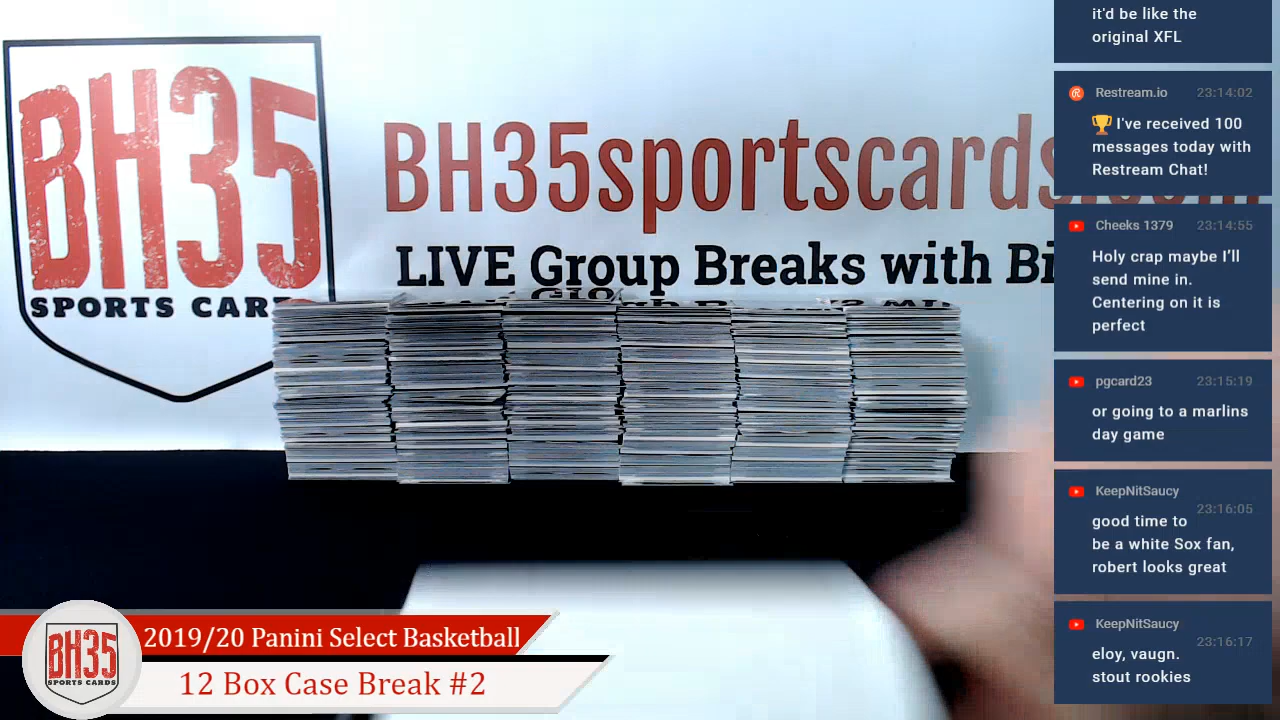 BH35
SPORTS CAR
BH35sportscards.com
LIVE Group Breaks with Bi
it'd be like the
original XFL
Restream.io 23:14:02
🏆 I've received 100
messages today with
Restream Chat!
Cheeks 1379 23:14:55
Holy crap maybe I'll
send mine in.
Centering on it is
perfect
pgcard23 23:15:19
or going to a marlins
day game
KeepNitSaucy
23:16:05
good time to
be a white Sox fan,
robert looks great
KeepNitSaucy
23:16:17
eloy, vaugn.
stout rookies
BH35
SPORTS CARDS
2019/20 Panini Select Basketball
12 Box Case Break #2